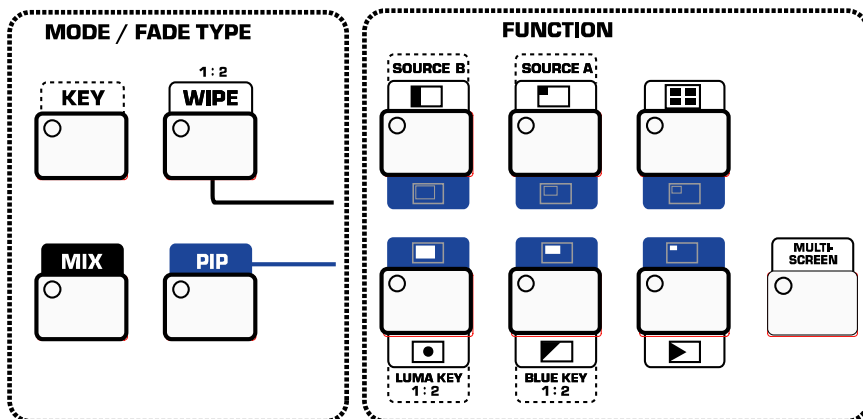 MODE / FADE TYPE
KEY
1:2
WIPE
MIX
PIP
FUNCTION
SOURCE B
SOURCE A
MULTI-
SCREEN
LUMA KEY
1:2
BLUE KEY
1:2